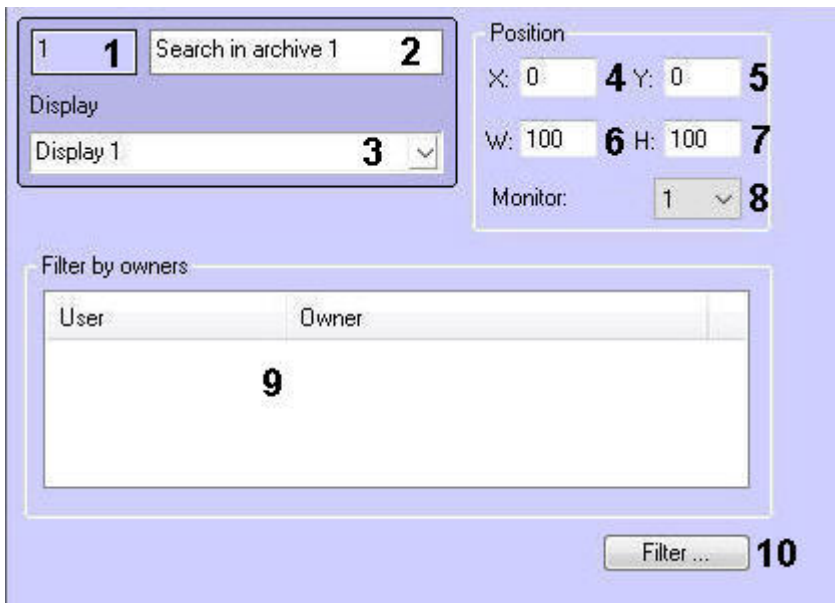 1 1 Search in archive 1 2
Display
Display 1 3
Position
X: 0 4 Y: 0 5
W: 100 6 H: 100 7
Monitor: 1 8
Filter by owners
User Owner
9
Filter ... 10